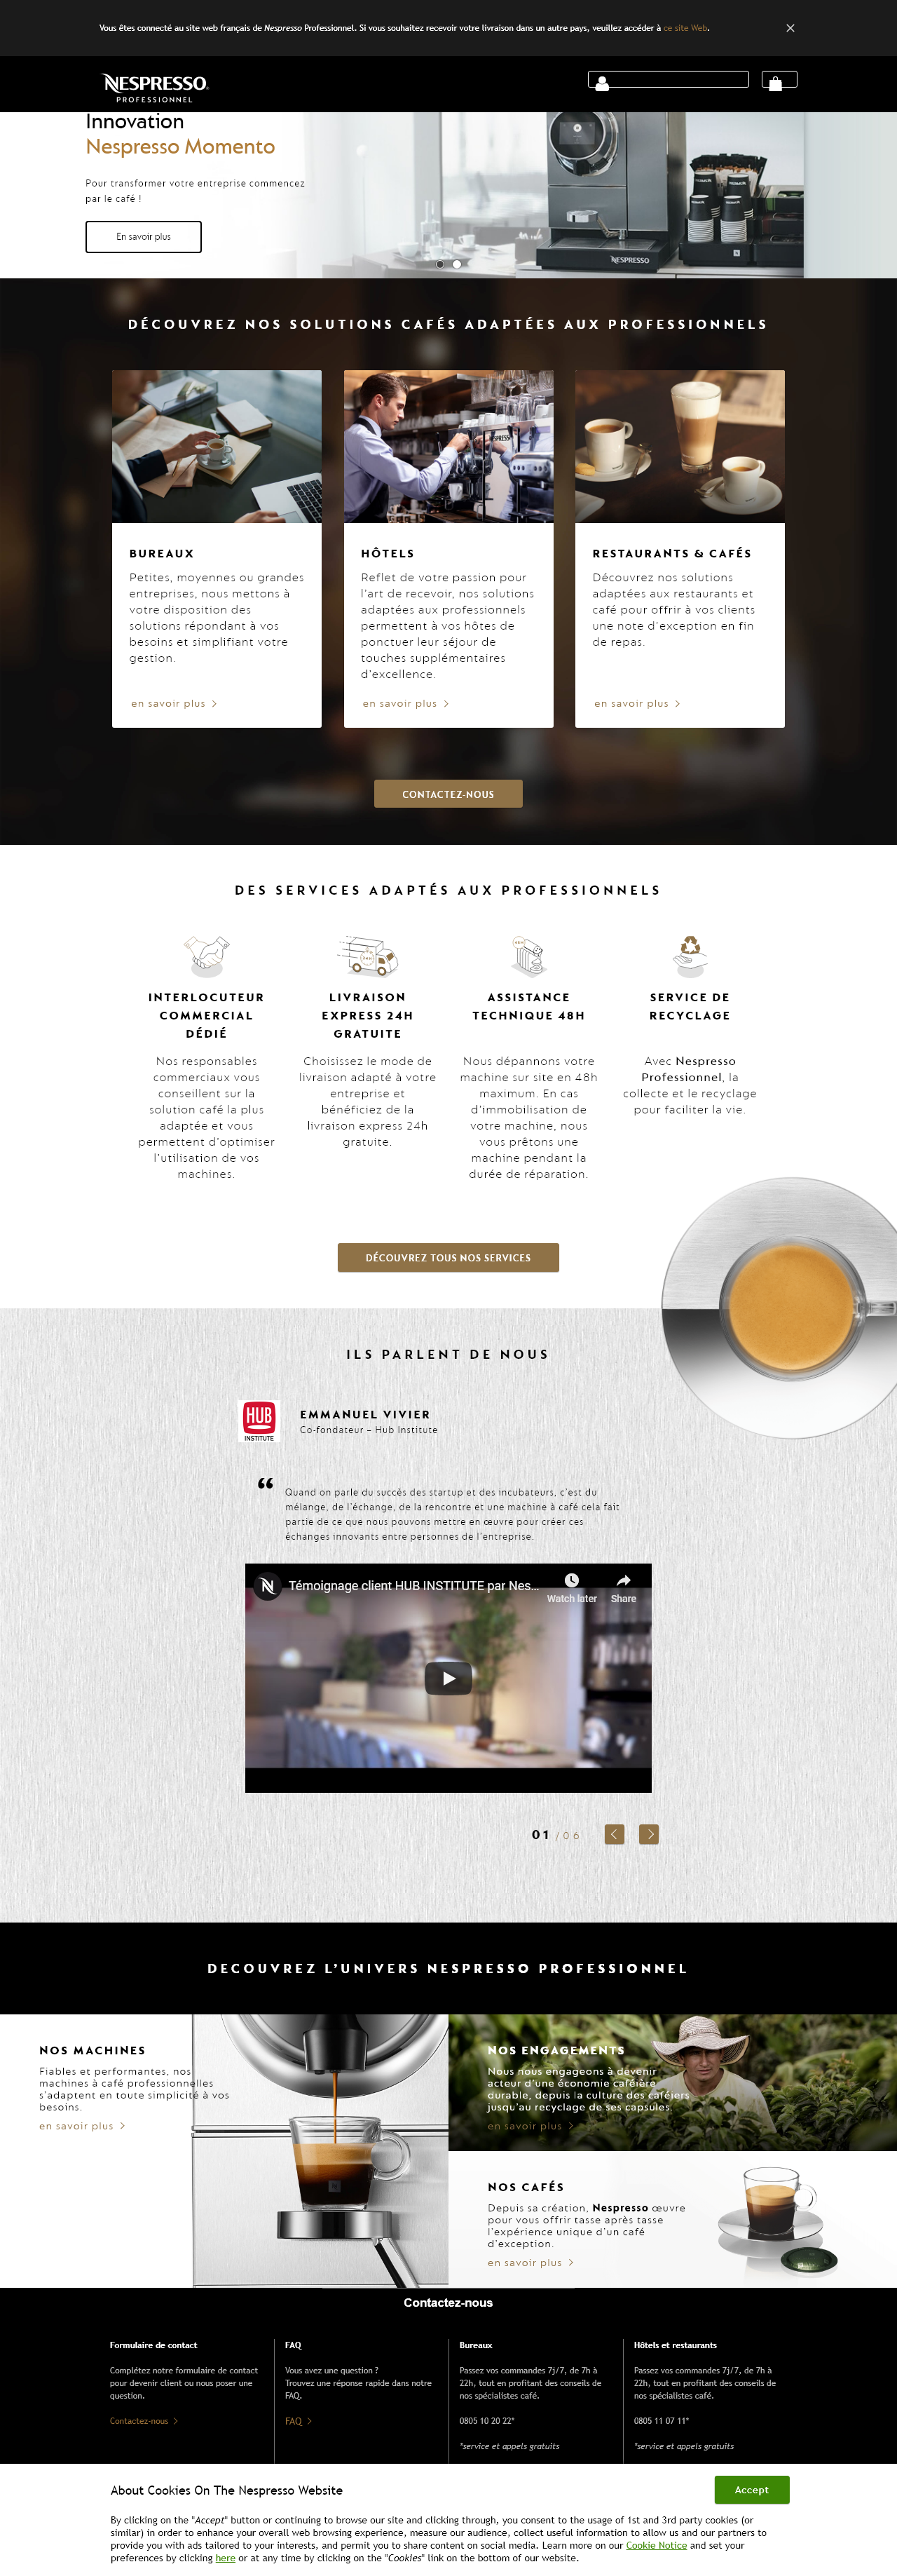 Vous êtes connecté au site web français de Nespresso Professionnel. Si vous souhaitez recevoir votre livraison dans un autre pays, veuillez accéder à ce site Web.
NESPRESSO
PROFESSIONNEL
Innovation
Nespresso Momento
Pour transformer votre entreprise commencez
par le café !
En savoir plus
NESPRESSO
DÉCOUVREZ NOS SOLUTIONS CAFÉS ADAPTÉES AUX PROFESSIONNELS
BUREAUX
Petites, moyennes ou grandes
entreprises, nous mettons à
votre disposition des
solutions répondant à vos
besoins et simplifiant votre
gestion.
en savoir plus
HÔTELS
Reflet de votre passion pour
l'art de recevoir, nos solutions
adaptées aux professionnels
permettent à vos hôtes de
ponctuer leur séjour de
touches supplémentaires
d'excellence.
en savoir plus
RESTAURANTS & CAFÉS
Découvrez nos solutions
adaptées aux restaurants et
café pour offrir à vos clients
une note d'exception en fin
de repas.
en savoir plus
CONTACTEZ-NOUS
DES SERVICES ADAPTÉS AUX PROFESSIONNELS
INTERLOCUTEUR
COMMERCIAL
DÉDIÉ
Nos responsables
commerciaux vous
conseillent sur la
solution café la plus
adaptée et vous
permettent d'optimiser
l'utilisation de vos
machines.
LIVRAISON
EXPRESS 24H
GRATUITE
Choisissez le mode de
livraison adapté à votre
entreprise et
bénéficiez de la
livraison express 24h
gratuite.
ASSISTANCE
TECHNIQUE 48H
Nous dépannons votre
machine sur site en 48h
maximum. En cas
d'immobilisation de
votre machine, nous
vous prêtons une
machine pendant la
durée de réparation.
SERVICE DE
RECYCLAGE
Avec Nespresso
Professionnel, la
collecte et le recyclage
pour faciliter la vie.
DÉCOUVREZ TOUS NOS SERVICES
ILS PARLENT DE NOUS
HUB
INSTITUTE
EMMANUEL VIVIER
Co-fondateur – Hub Institute
“
Quand on parle du succès des startup et des incubateurs, c'est du
mélange, de l'échange, de la rencontre et une machine à café cela fait
partie de ce que nous pouvons mettre en œuvre pour créer ces
échanges innovants entre personnes de l'entreprise.
Témoignage client HUB INSTITUTE par Nes...
Watch later
Share
01 /06
DECOUVREZ L'UNIVERS NESPRESSO PROFESSIONNEL
NOS MACHINES
Fiables et performantes, nos
machines à café professionnelles
s'adaptent en toute simplicité à vos
besoins.
en savoir plus
NOS ENGAGEMENTS
Nous nous engageons à devenir
acteur d'une économie caféière
durable, depuis la culture des caféiers
jusqu'au recyclage de ses capsules.
en savoir plus
NOS CAFÉS
Depuis sa création, Nespresso œuvre
pour vous offrir tasse après tasse
l'expérience unique d'un café
d'exception.
en savoir plus
Contactez-nous
Formulaire de contact
Complétez notre formulaire de contact
pour devenir client ou nous poser une
question.
Contactez-nous
FAQ
Vous avez une question ?
Trouvez une réponse rapide dans notre
FAQ.
FAQ
Bureaux
Passez vos commandes 7j/7, de 7h à
22h, tout en profitant des conseils de
nos spécialistes café.
0805 10 20 22*
*service et appels gratuits
Hôtels et restaurants
Passez vos commandes 7j/7, de 7h à
22h, tout en profitant des conseils de
nos spécialistes café.
0805 11 07 11*
*service et appels gratuits
About Cookies On The Nespresso Website
Accept
By clicking on the "Accept" button or continuing to browse our site and clicking through, you consent to the usage of 1st and 3rd party cookies (or
similar) in order to enhance your overall web browsing experience, measure our audience, collect useful information to allow us and our partners to
provide you with ads tailored to your interests, and permit you to share content on social media. Learn more on our Cookie Notice and set your
preferences by clicking here or at any time by clicking on the "Cookies" link on the bottom of our website.